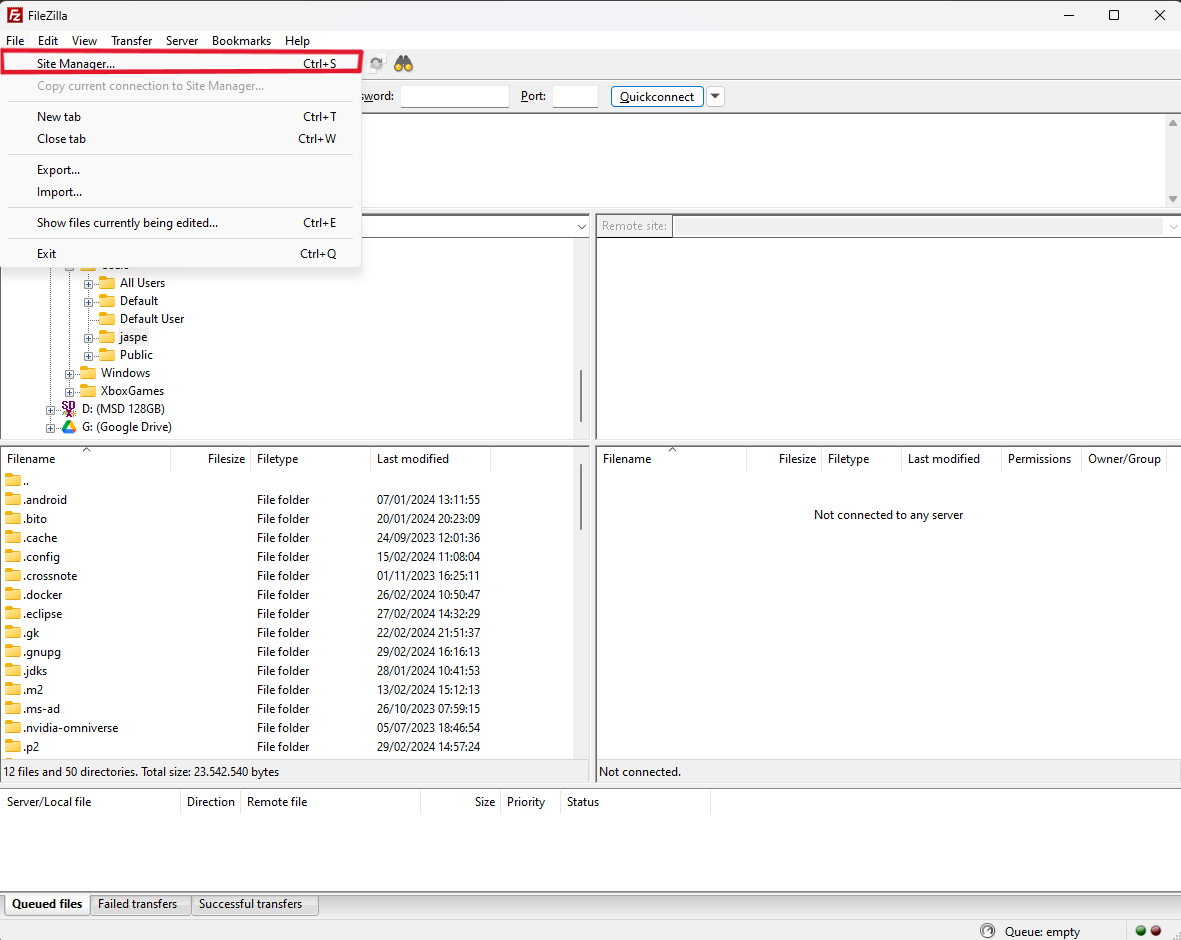 FileZilla
File Edit View Transfer Server Bookmarks Help
Site Manager... Ctrl+S
Copy current connection to Site Manager...
sword: Port: Quickconnect
New tab Ctrl+T
Close tab Ctrl+W
Export...
Import...
Show files currently being edited... Ctrl+E
Remote site:
Exit Ctrl+Q
All Users
Default
Default User
jaspe
Public
Windows
XboxGames
SD D: (MSD 128GB)
G: (Google Drive)
Filename Filesize Filetype Last modified
..
.android File folder 07/01/2024 13:11:55
.bito File folder 20/01/2024 20:23:09
.cache File folder 24/09/2023 12:01:36
.config File folder 15/02/2024 11:08:04
.crossnote File folder 01/11/2023 16:25:11
.docker File folder 26/02/2024 10:50:47
.eclipse File folder 27/02/2024 14:32:29
.gk File folder 22/02/2024 21:51:37
.gnupg File folder 29/02/2024 16:16:13
.jdks File folder 28/01/2024 10:41:53
.m2 File folder 13/02/2024 15:12:13
.ms-ad File folder 26/10/2023 07:59:15
.nvidia-omniverse File folder 05/07/2023 18:46:54
.p2 File folder 29/02/2024 14:57:24
12 files and 50 directories. Total size: 23.542.540 bytes
Filename Filesize Filetype Last modified Permissions Owner/Group
Not connected to any server
Not connected.
Server/Local file Direction Remote file Size Priority Status
Queued files Failed transfers Successful transfers
Queue: empty